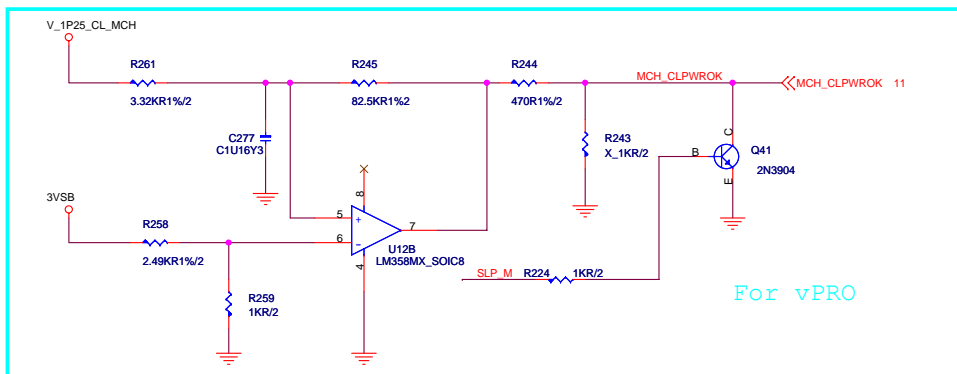 V_1P25_CL_MCH
R261
3.32KR1%/2
R245
82.5KR1%2
R244
470R1%/2
MCH_CLPWROK
MCH_CLPWROK 11
C277
C1U16Y3
R243
X_1KR/2
C
B
E
Q41
2N3904
3VSB
R258
2.49KR1%/2
8
5
+
6
-
7
4
U12B
LM358MX_SOIC8
R259
1KR/2
SLP_M
R224
1KR/2
For vPRO